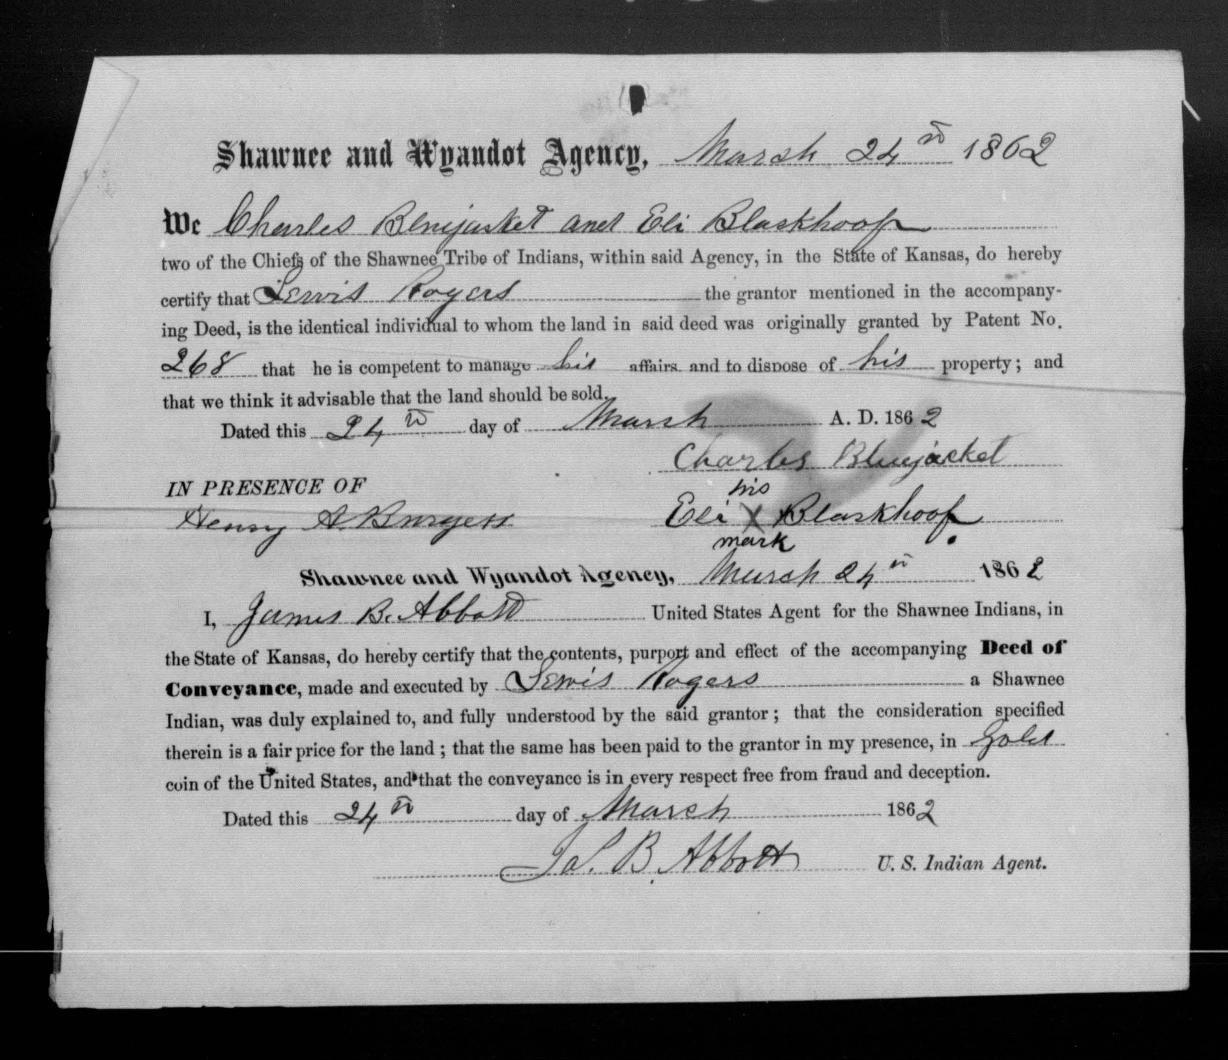 Shawnee and Wyandot Agency, March 24th 1862
We Charles Bluejacket and Eli Blackhoof
two of the Chiefs of the Shawnee Tribe of Indians, within said Agency, in the State of Kansas, do hereby
certify that Lewis Rogers the grantor mentioned in the accompany-
ing Deed, is the identical individual to whom the land in said deed was originally granted by Patent No.
268 that he is competent to manage his affairs and to dispose of his property; and
that we think it advisable that the land should be sold.
Dated this 24th day of March A. D. 1862
Charles Bluejacket
IN PRESENCE OF
his
Henry A Burgess Eli X Blackhoof.
mark
Shawnee and Wyandot Agency, March 24th 1862
I, James B. Abbott United States Agent for the Shawnee Indians, in
the State of Kansas, do hereby certify that the contents, purport and effect of the accompanying Deed of
Conveyance, made and executed by Lewis Rogers a Shawnee
Indian, was duly explained to, and fully understood by the said grantor; that the consideration specified
therein is a fair price for the land; that the same has been paid to the grantor in my presence, in Gold
coin of the United States, and that the conveyance is in every respect free from fraud and deception.
Dated this 24th day of March 1862
Jas. B. Abbott U. S. Indian Agent.